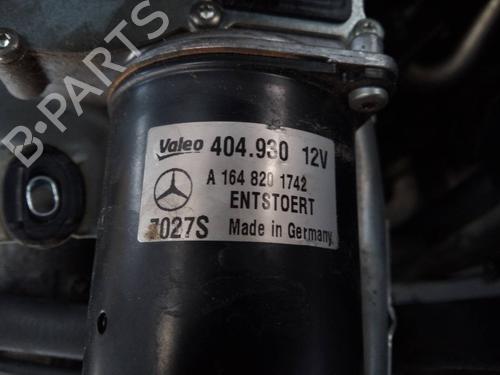 B-PARTS
Valeo 404.930 12V
A 164 820 1742
ENTSTOERT
7027S Made in Germany.